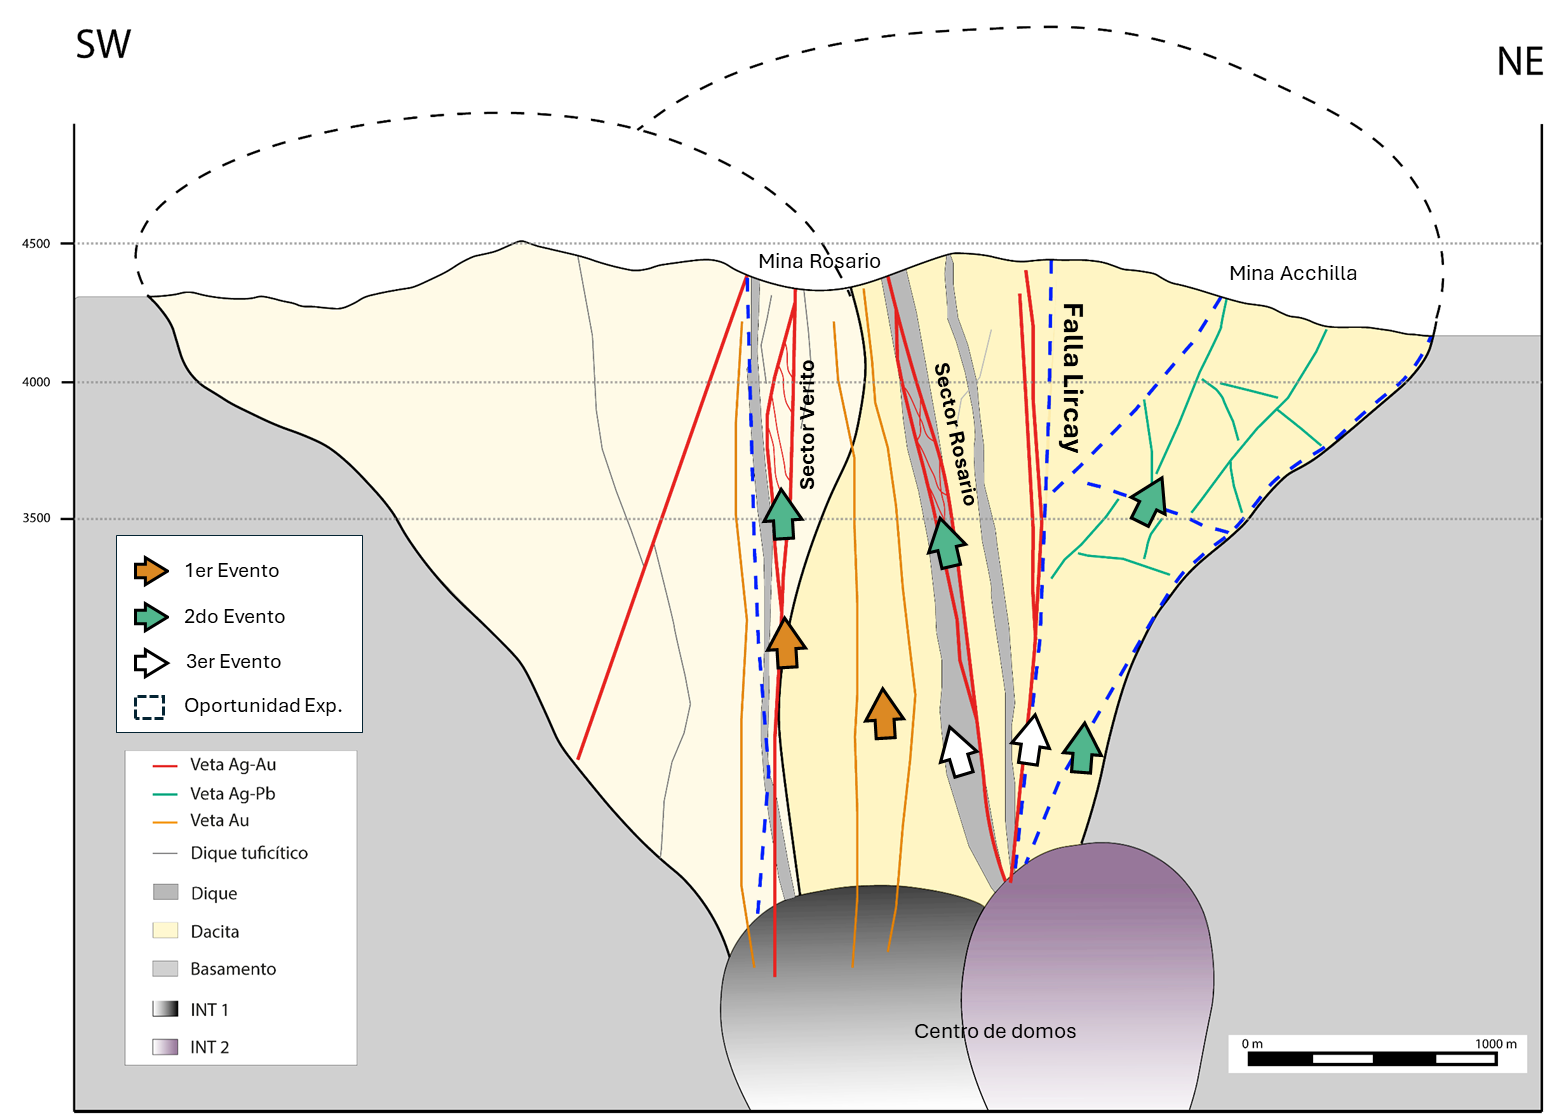 SW
NE
4500
4000
3500
Mina Rosario
Mina Acchilla
Sector Verito
Sector Rosario
Falla Lircay
1er Evento
2do Evento
3er Evento
Oportunidad Exp.
Veta Ag-Au
Veta Ag-Pb
Veta Au
Dique tuficítico
Dique
Dacita
Basamento
INT 1
INT 2
Centro de domos
0 m
1000 m